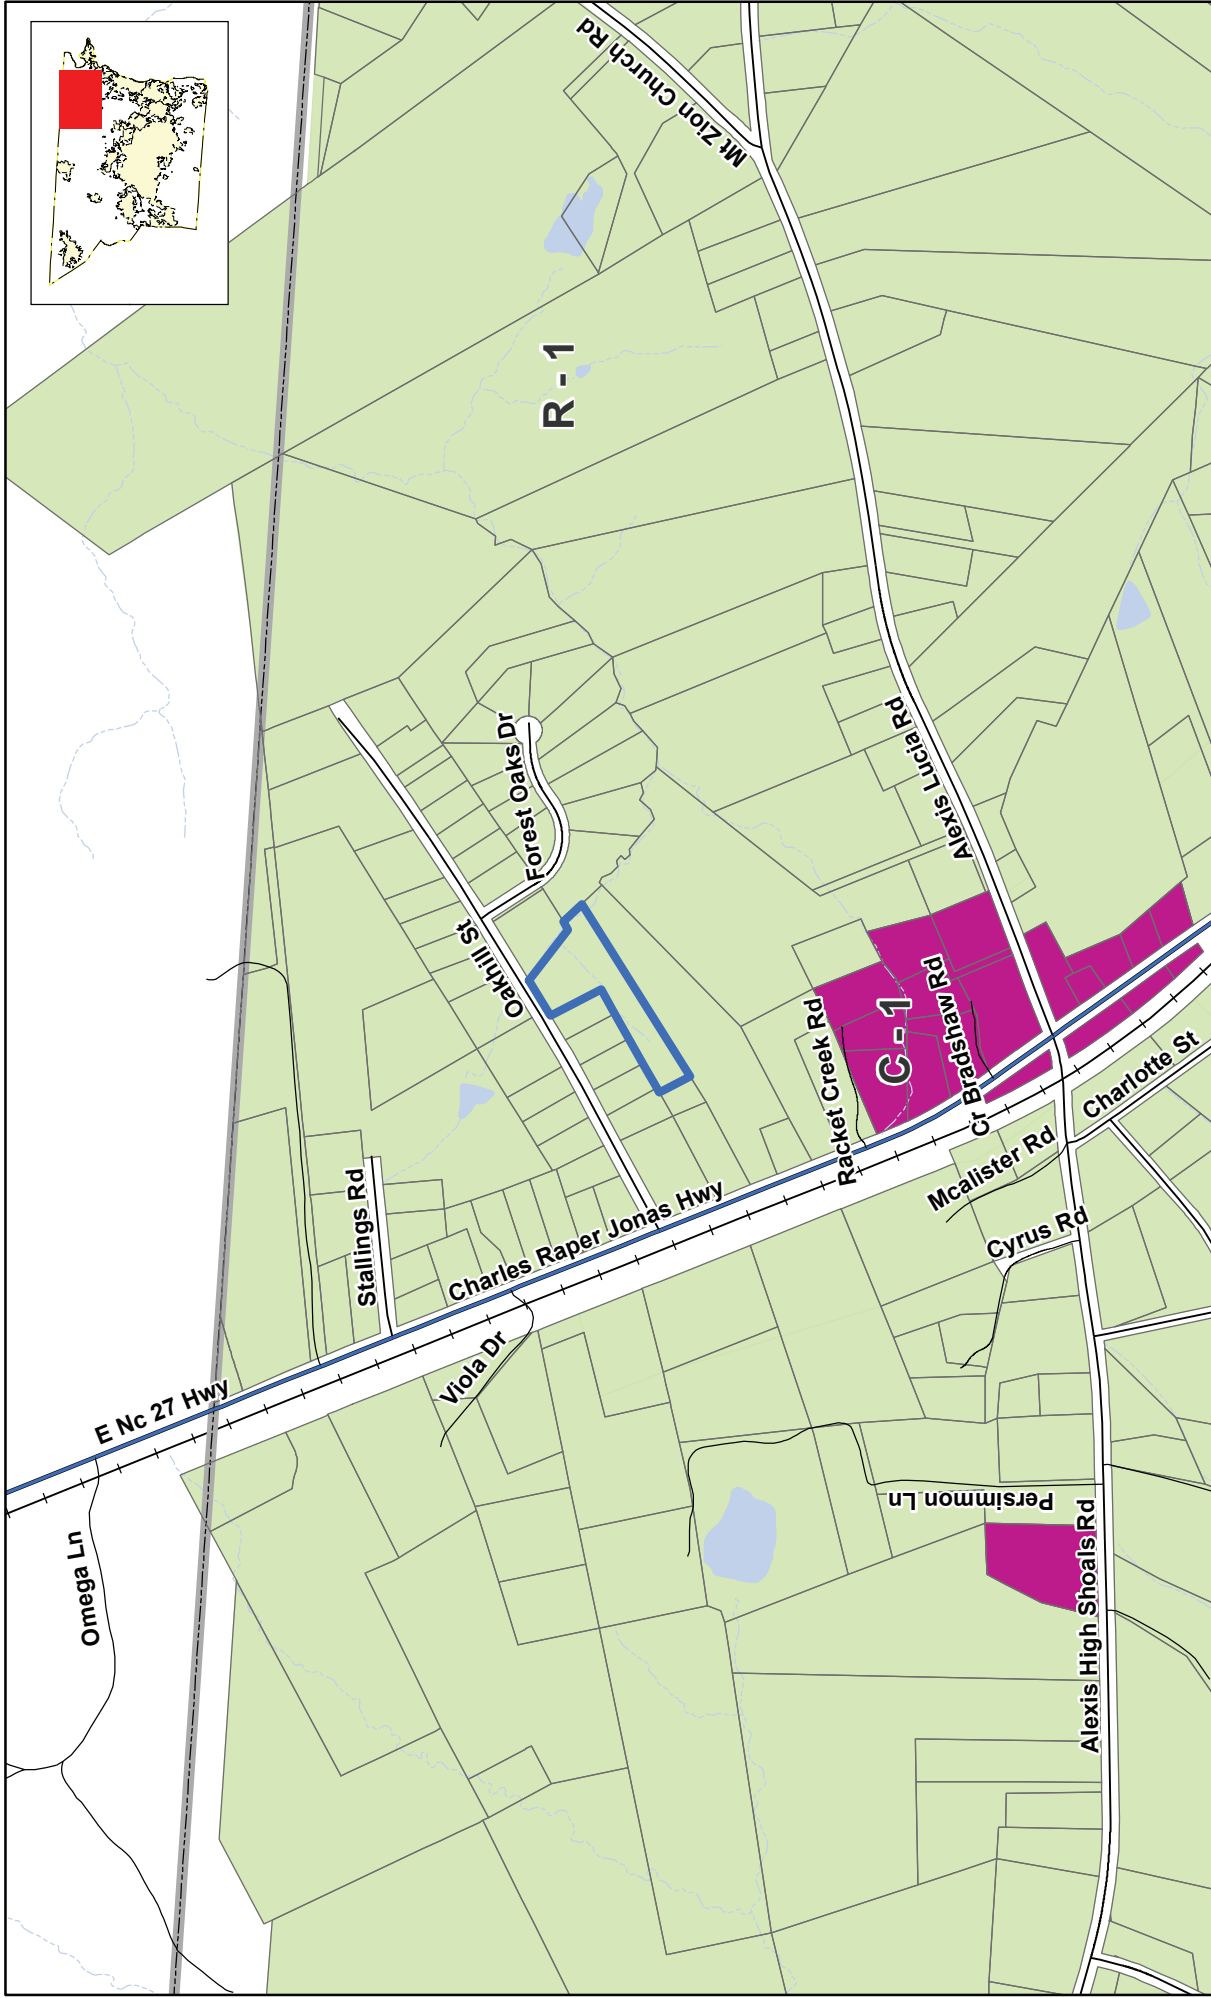 Mt Zion Church Rd
R - 1
Forest Oaks Dr
Oakhill St
Alexis Lucia Rd
Racket Creek Rd
C - 1
Cr Bradshaw Rd
Charlotte St
Mcalister Rd
Cyrus Rd
Stallings Rd
Charles Raper Jonas Hwy
Viola Dr
E Nc 27 Hwy
Omega Ln
Persimmon Ln
Alexis High Shoals Rd